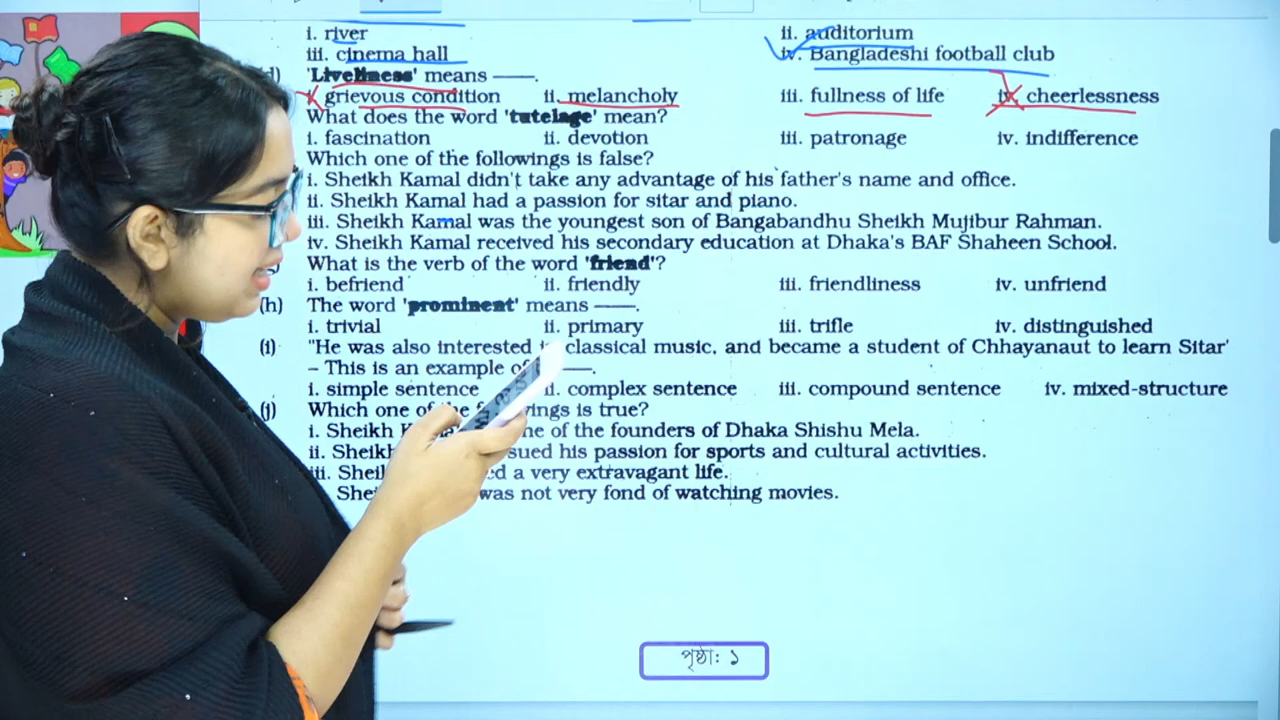 i. river ii. auditorium
iii. cinema hall iv. Bangladeshi football club
d) 'Liveliness' means ——.
grievous condition ii. melancholy iii. fullness of life iv. cheerlessness
What does the word 'tutelage' mean?
i. fascination ii. devotion iii. patronage iv. indifference
Which one of the followings is false?
i. Sheikh Kamal didn't take any advantage of his father's name and office.
ii. Sheikh Kamal had a passion for sitar and piano.
iii. Sheikh Kamal was the youngest son of Bangabandhu Sheikh Mujibur Rahman.
iv. Sheikh Kamal received his secondary education at Dhaka's BAF Shaheen School.
What is the verb of the word 'friend'?
i. befriend ii. friendly iii. friendliness iv. unfriend
(h) The word 'prominent' means ——.
i. trivial ii. primary iii. trifle iv. distinguished
(i) "He was also interested classical music, and became a student of Chhayanaut to learn Sitar'
– This is an example of ——.
i. simple sentence ii. complex sentence iii. compound sentence iv. mixed-structure
(j) Which one of the followings is true?
i. Sheikh of the founders of Dhaka Shishu Mela.
ii. Sheikh his passion for sports and cultural activities.
iii. a very extravagant life.
was not very fond of watching movies.
পৃষ্ঠাঃ ১